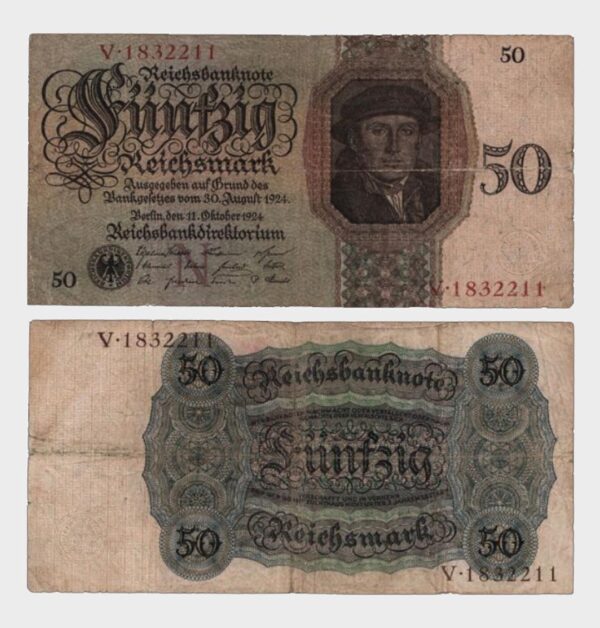 V·1832211
50
Reichsbanknote
Fünfzig
Reichsmark
Ausgegeben auf Grund des
Bankgesetzes vom 30. August 1924
Berlin, den 11. Oktober 1924
Reichsbankdirektorium
50
50
V·1832211
V·1832211
50
50
Reichsbanknote
Fünfzig
Reichsmark
50
50
V·1832211